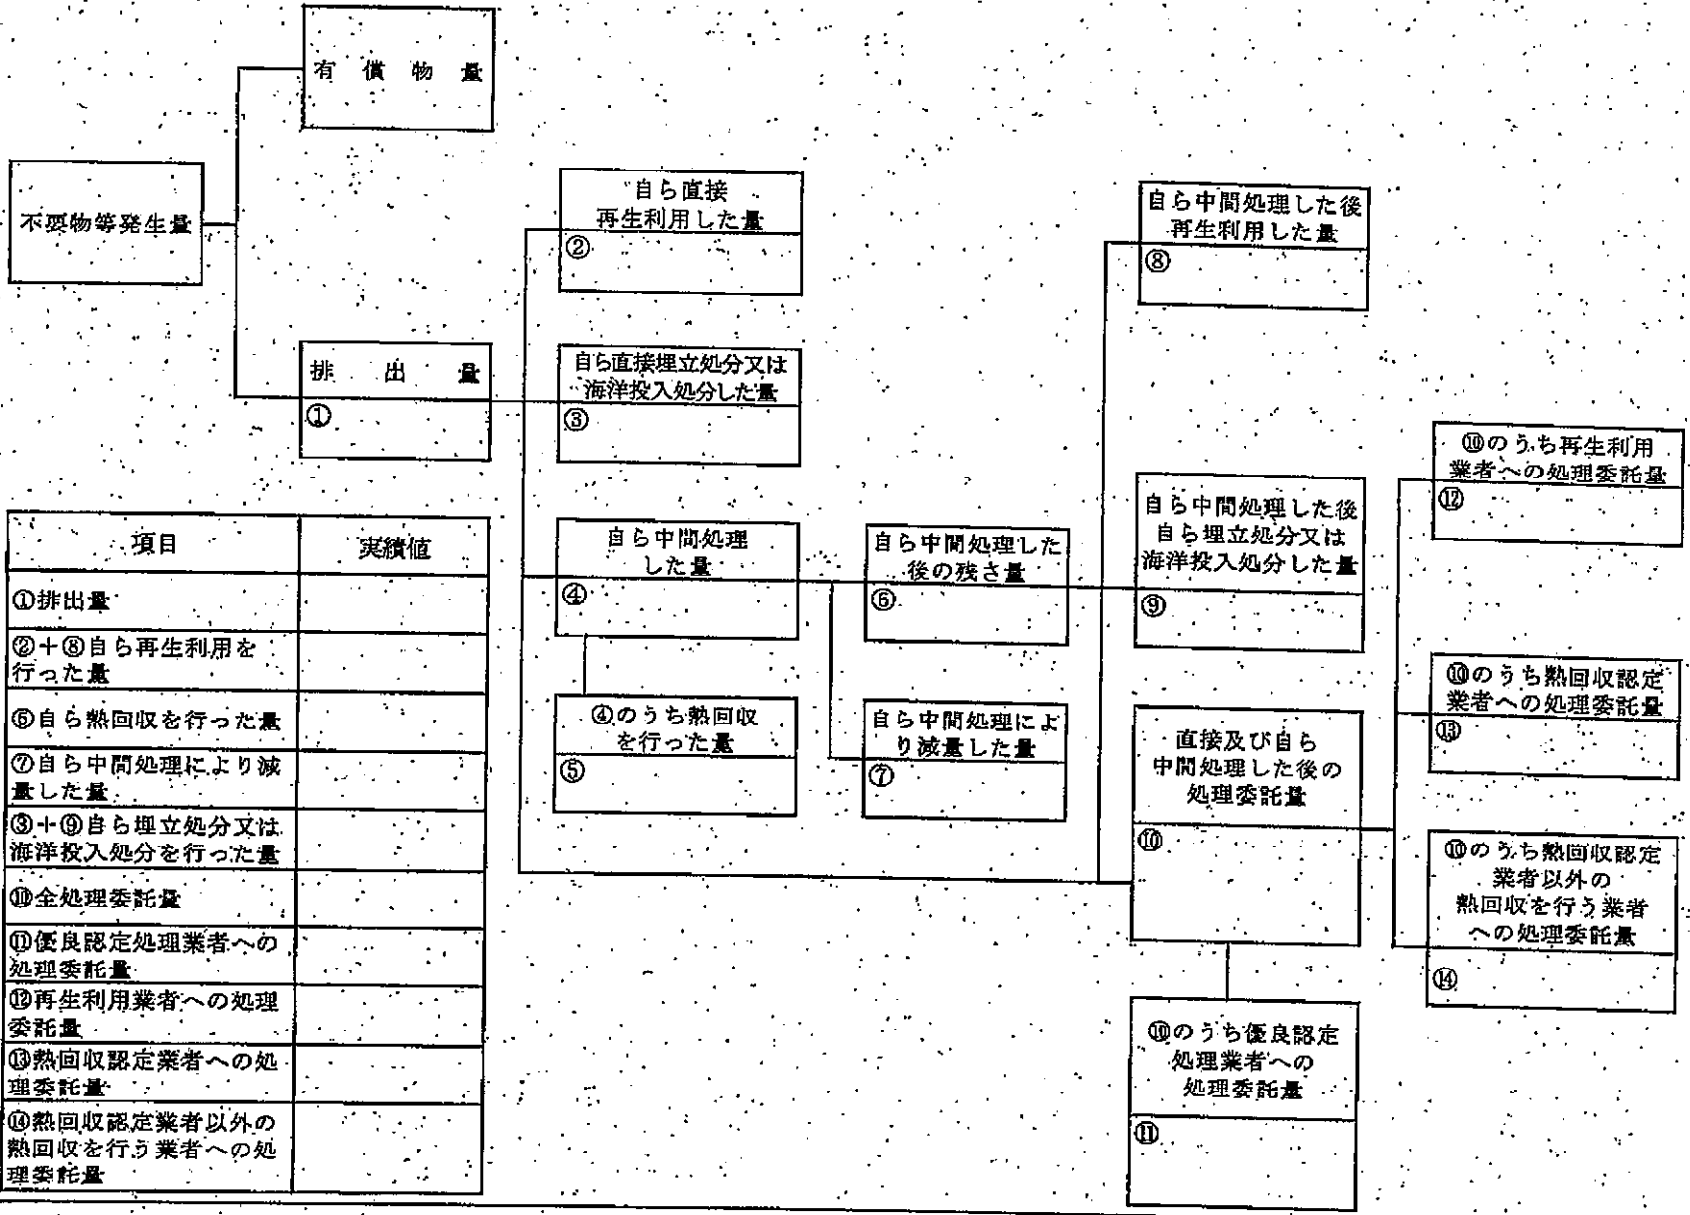 有償物量
不要物等発生量
排出量
①
自ら直接
再生利用した量
②
自ら直接埋立処分又は
海洋投入処分した量
③
自ら中間処理
した量
④
④のうち熱回収
を行った量
⑤
自ら中間処理した
後の残さ量
⑥
自ら中間処理によ
り減量した量
⑦
自ら中間処理した後
再生利用した量
⑧
自ら中間処理した後
自ら埋立処分又は
海洋投入処分した量
⑨
直接及び自ら
中間処理した後の
処理委託量
⑩
⑩のうち優良認定
処理業者への
処理委託量
⑪
⑩のうち再生利用
業者への処理委託量
⑫
⑩のうち熱回収認定
業者への処理委託量
⑬
⑩のうち熱回収認定
業者以外の
熱回収を行う業者
への処理委託量
⑭
項目 実績値
①排出量
②+⑧自ら再生利用を
行った量
⑤自ら熱回収を行った量
⑦自ら中間処理により減
量した量
③+⑨自ら埋立処分又は
海洋投入処分を行った量
⑩全処理委託量
⑪優良認定処理業者への
処理委託量
⑫再生利用業者への処理
委託量
⑬熱回収認定業者への処
理委託量
⑭熱回収認定業者以外の
熱回収を行う業者への処
理委託量